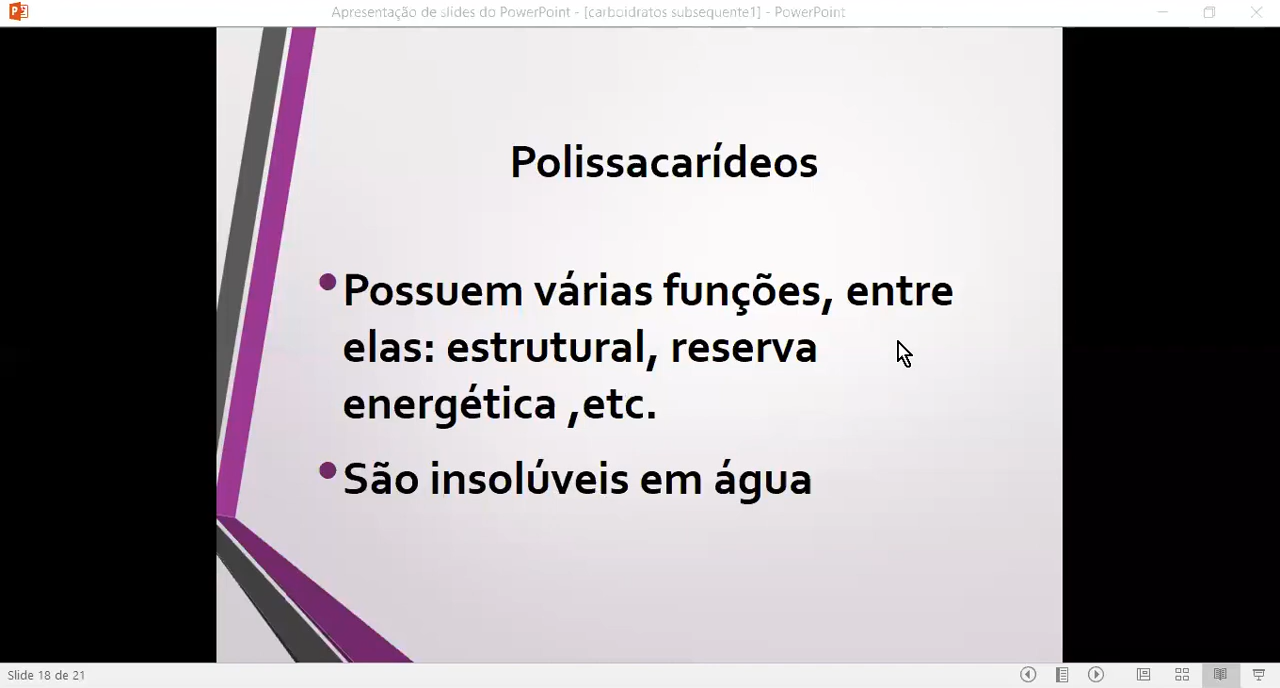 Apresentação de slides do PowerPoint - [carboidratos subsequente1] - PowerPoint
Polissacarídeos
Possuem várias funções, entre
elas: estrutural, reserva
energética ,etc.
São insolúveis em água
Slide 18 de 21